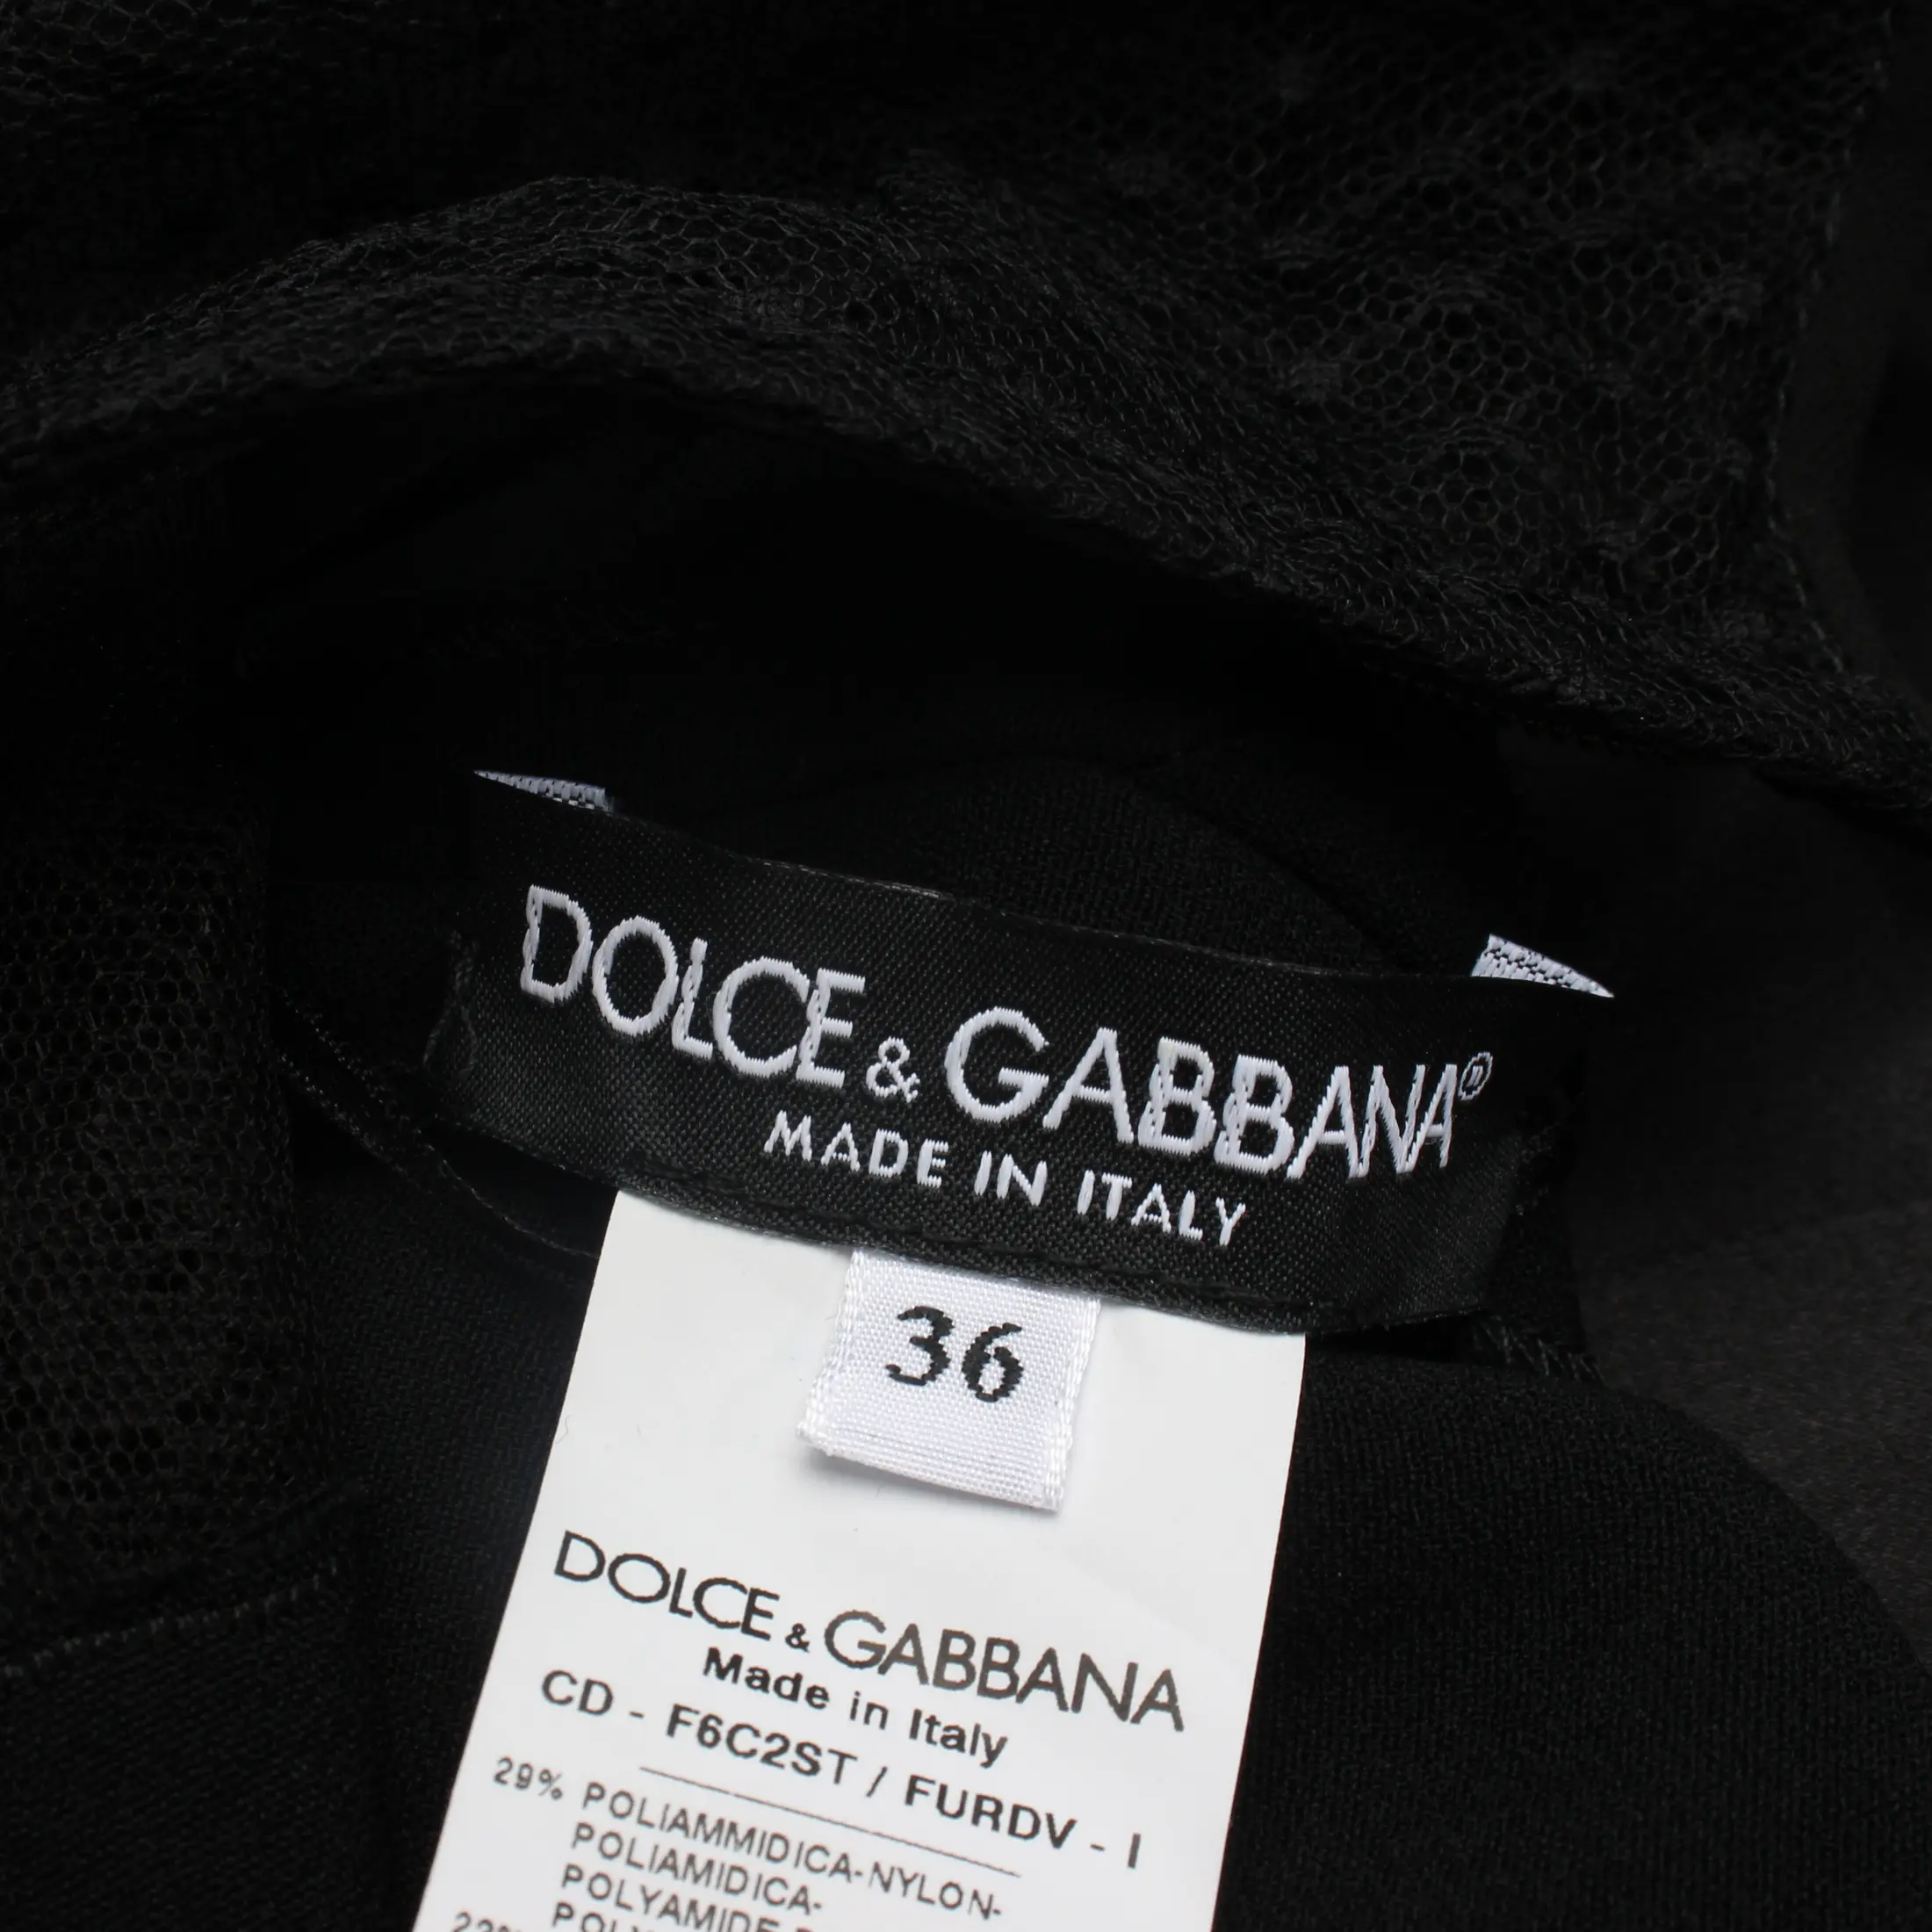 DOLCE & GABBANA®
MADE IN ITALY
36
DOLCE & GABBANA
Made in Italy
CD - F6C2ST / FURDV - I
29% POLIAMMIDICA-NYLON-
POLIAMIDICA-
POLYAMIDE